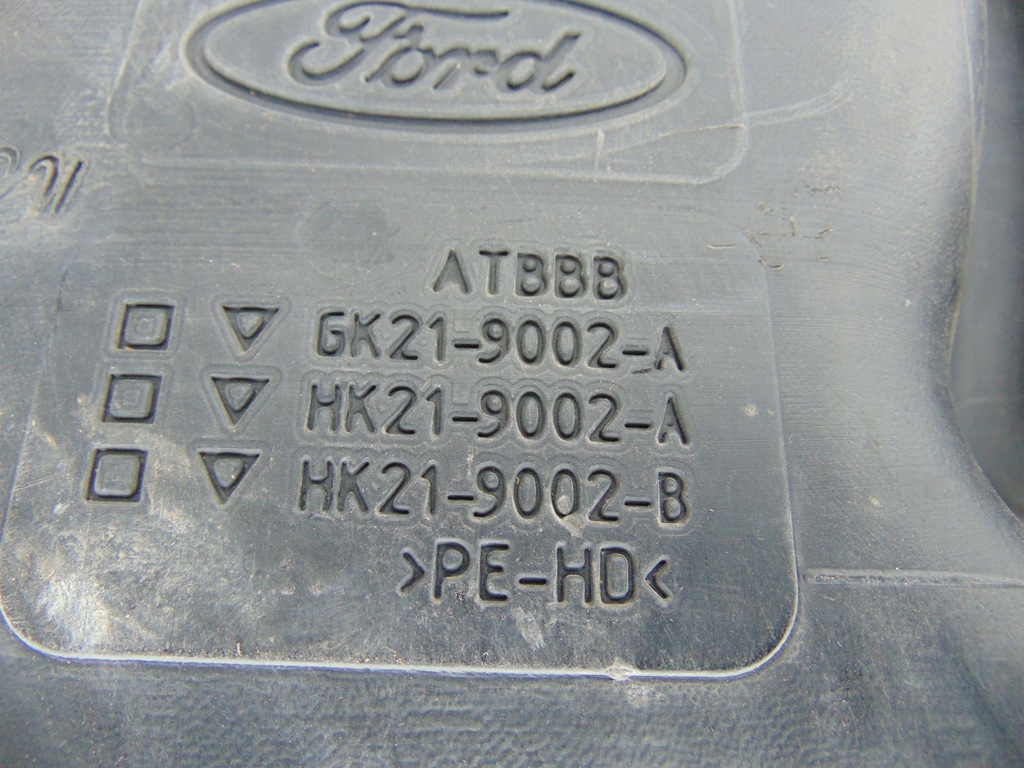 Ford
ATBBB
GK21-9002-A
HK21-9002-A
HK21-9002-B
>PE-HD<